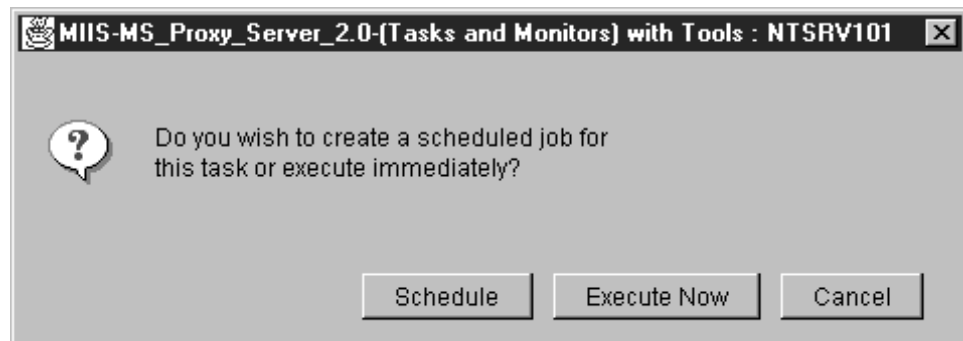 MIIS-MS_Proxy_Server_2.0-(Tasks and Monitors) with Tools : NTSRV101
Do you wish to create a scheduled job for
this task or execute immediately?
Schedule
Execute Now
Cancel